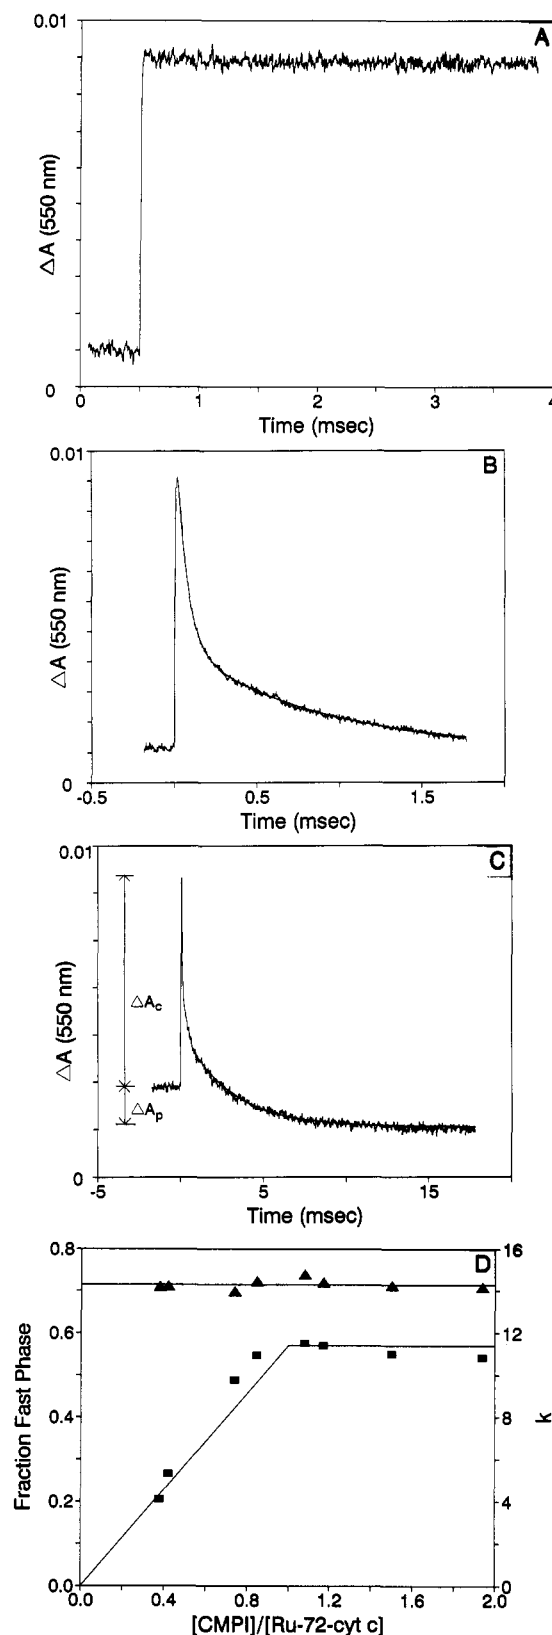 0.01
A
ΔA (550 nm)
0
0 1 2 3 4
Time (msec)
0.01
B
ΔA (550 nm)
0
-0.5 0.5 1.5
Time (msec)
0.01
C
ΔA (550 nm)
ΔAc
ΔAp
0
-5 5 15
Time (msec)
0.8 16
D
0.6 12
Fraction Fast Phase
k
0.4 8
0.2 4
0.0 0
0.0 0.4 0.8 1.2 1.6 2.0
[CMPI]/[Ru-72-cyt c]